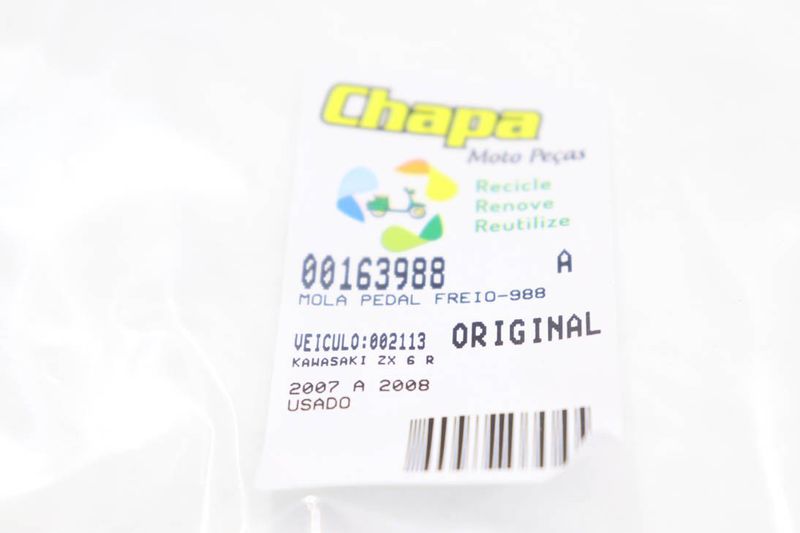 Chapa
Moto Peças
Recicle
Renove
Reutilize
00163988 A
MOLA PEDAL FREIO-988
VEICULO:002113 ORIGINAL
KAWASAKI ZX 6 R
2007 A 2008
USADO